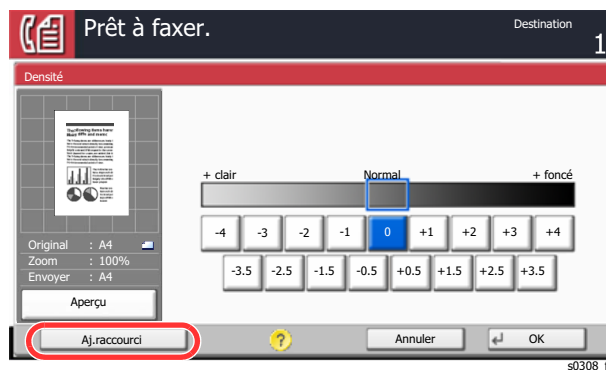 Prêt à faxer.
Destination
1
Densité
+ clair
Normal
+ foncé
-4 -3 -2 -1 0 +1 +2 +3 +4
-3.5 -2.5 -1.5 -0.5 +0.5 +1.5 +2.5 +3.5
Original : A4
Zoom : 100%
Envoyer : A4
Aperçu
Aj.raccourci
?
Annuler
OK
s0308